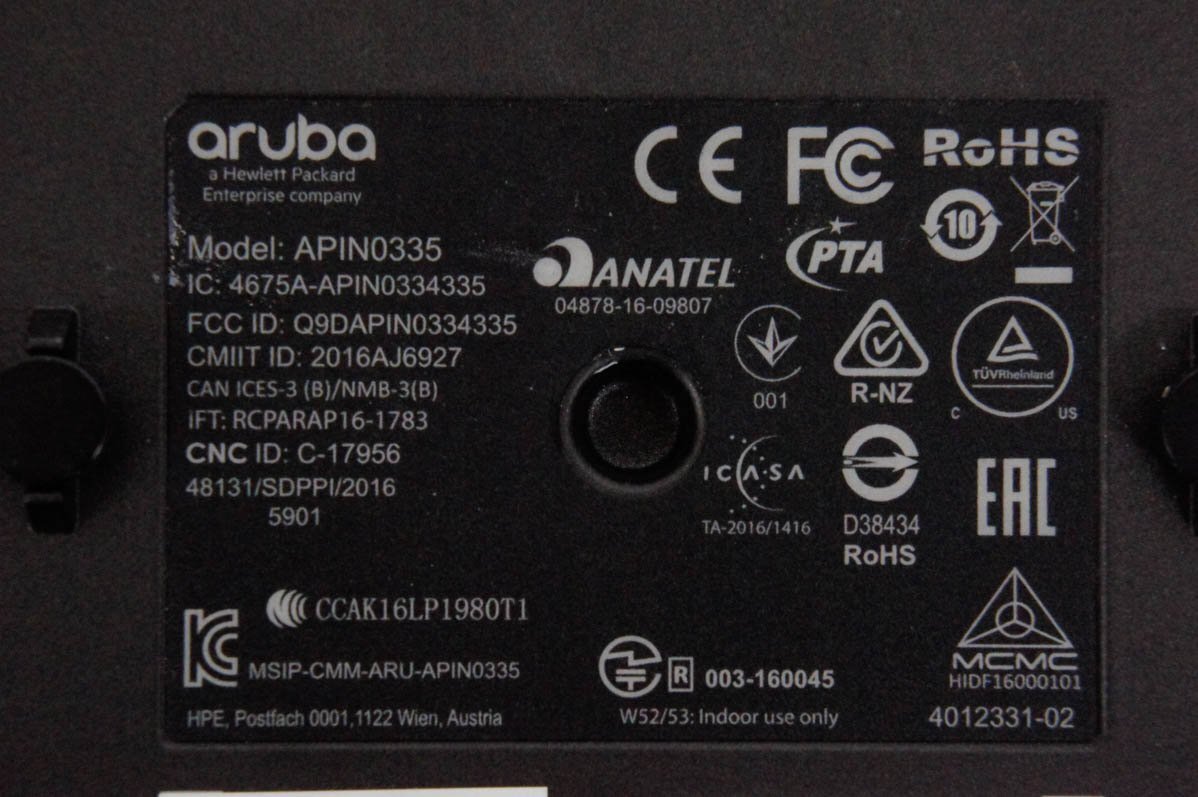 aruba
a Hewlett Packard
Enterprise company
Model: APIN0335
IC: 4675A-APIN0334335
FCC ID: Q9DAPIN0334335
CMIIT ID: 2016AJ6927
CAN ICES-3 (B)/NMB-3(B)
IFT: RCPARAP16-1783
CNC ID: C-17956
48131/SDPPI/2016
5901
CE FC RoHS
10
ANATEL
04878-16-09807
PTA
001
R-NZ
TÜVRheinland
C US
ICASA
TA-2016/1416
D38434
RoHS
EAC
CCAK16LP1980T1
KC
MSIP-CMM-ARU-APIN0335
HPE, Postfach 0001,1122 Wien, Austria
R 003-160045
W52/53: Indoor use only
MCMC
HIDF16000101
4012331-02